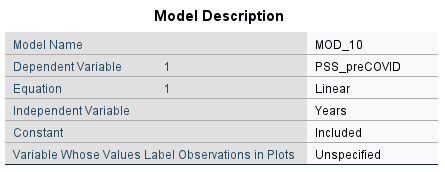 Model Description
Model Name MOD_10
Dependent Variable 1 PSS_preCOVID
Equation 1 Linear
Independent Variable Years
Constant Included
Variable Whose Values Label Observations in Plots Unspecified